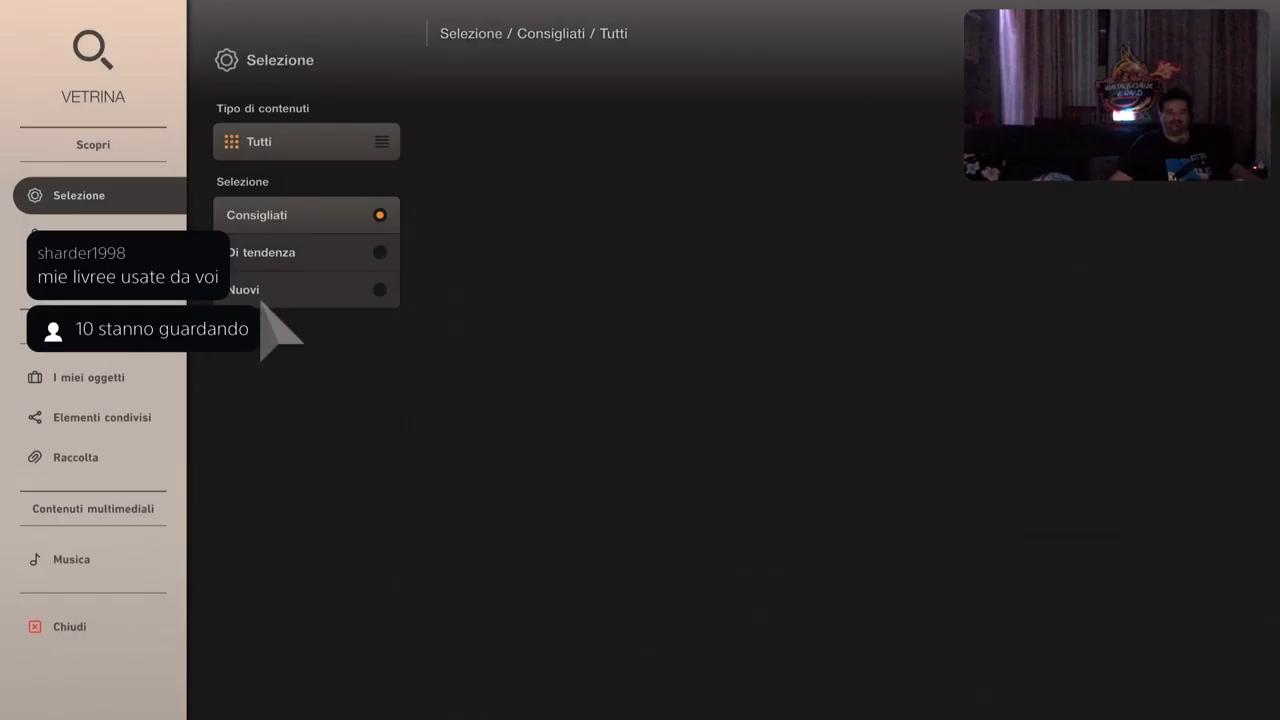 VETRINA
Scopri
Selezione
sharder1998
mie livree usate da voi
10 stanno guardando
I miei oggetti
Elementi condivisi
Raccolta
Contenuti multimediali
Musica
Chiudi
Selezione
Tipo di contenuti
Tutti
Selezione
Consigliati
Di tendenza
Nuovi
Selezione / Consigliati / Tutti